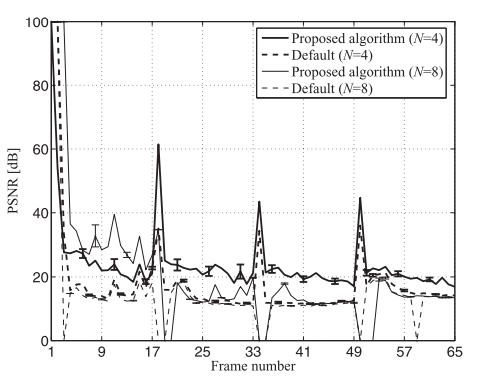 100
80
60
40
20
0
PSNR [dB]
Proposed algorithm (N=4)
Default (N=4)
Proposed algorithm (N=8)
Default (N=8)
1 9 17 25 33 41 49 57 65
Frame number